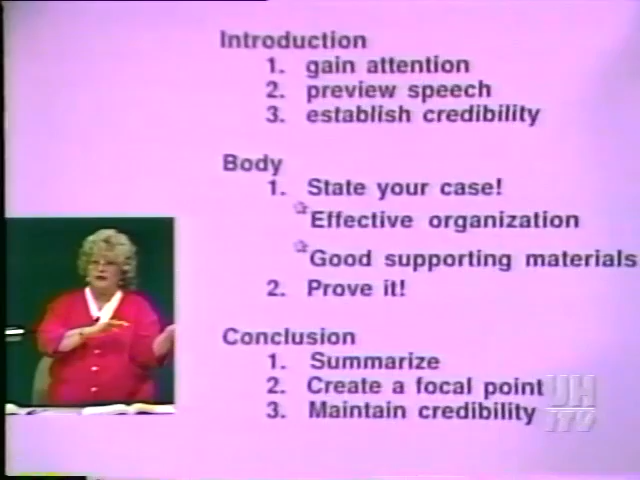 Introduction
1. gain attention
2. preview speech
3. establish credibility
Body
1. State your case!
Effective organization
Good supporting materials
2. Prove it!
Conclusion
1. Summarize
2. Create a focal point
3. Maintain credibility
UH
ITV